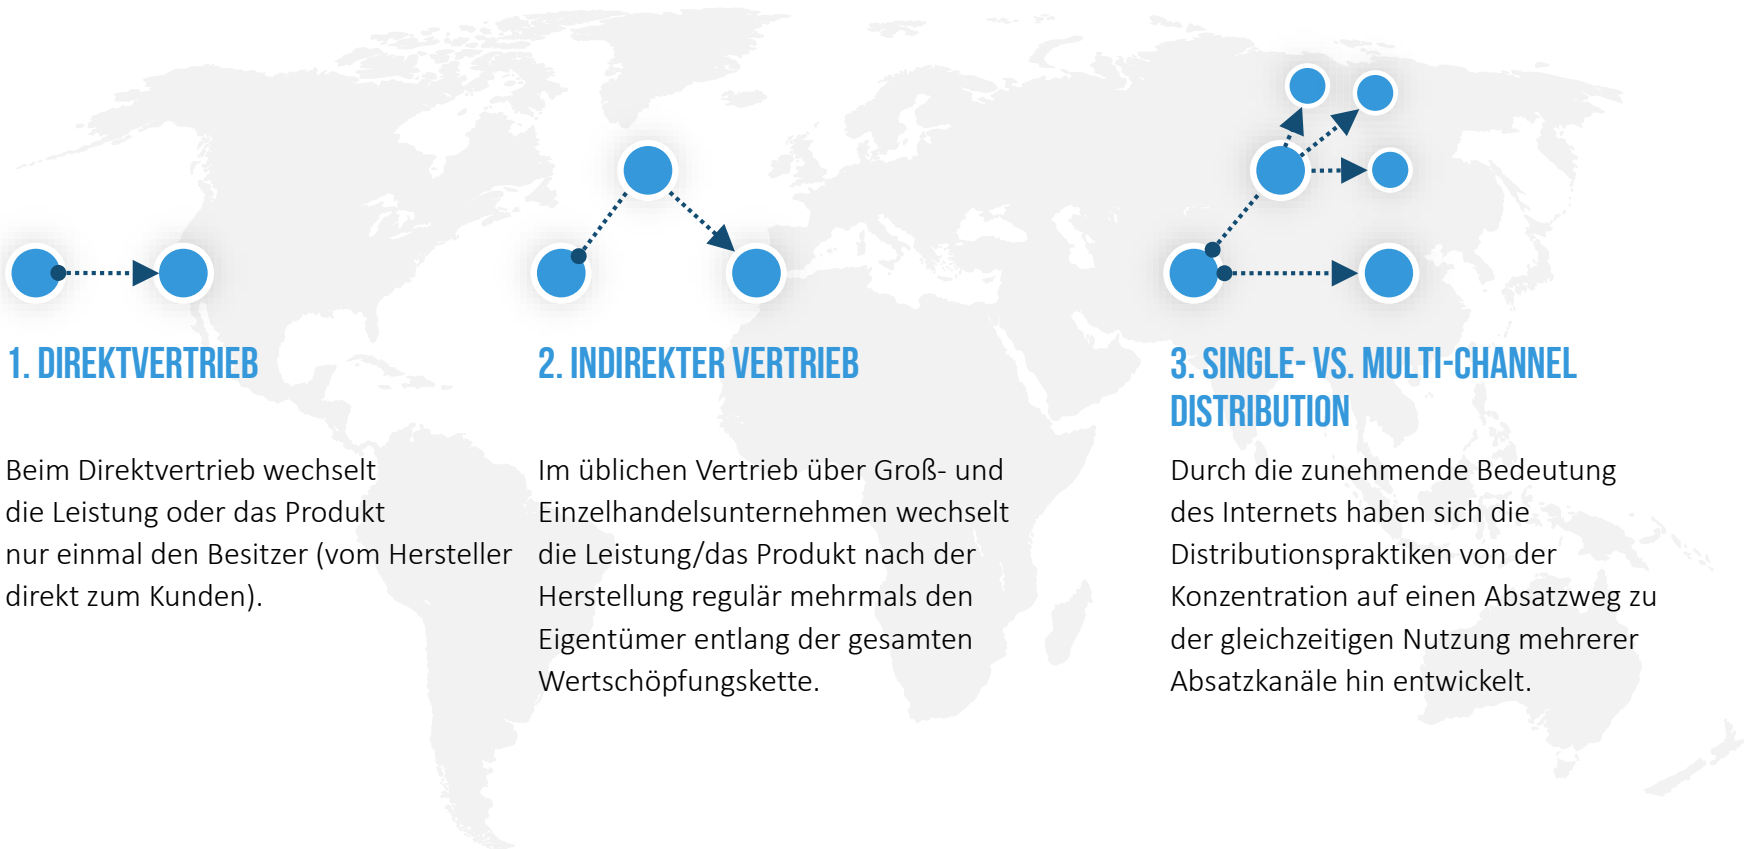 1. DIREKTVERTRIEB
Beim Direktvertrieb wechselt
die Leistung oder das Produkt
nur einmal den Besitzer (vom Hersteller
direkt zum Kunden).
2. INDIREKTER VERTRIEB
Im üblichen Vertrieb über Groß- und
Einzelhandelsunternehmen wechselt
die Leistung/das Produkt nach der
Herstellung regulär mehrmals den
Eigentümer entlang der gesamten
Wertschöpfungskette.
3. SINGLE- VS. MULTI-CHANNEL
DISTRIBUTION
Durch die zunehmende Bedeutung
des Internets haben sich die
Distributionspraktiken von der
Konzentration auf einen Absatzweg zu
der gleichzeitigen Nutzung mehrerer
Absatzkanäle hin entwickelt.